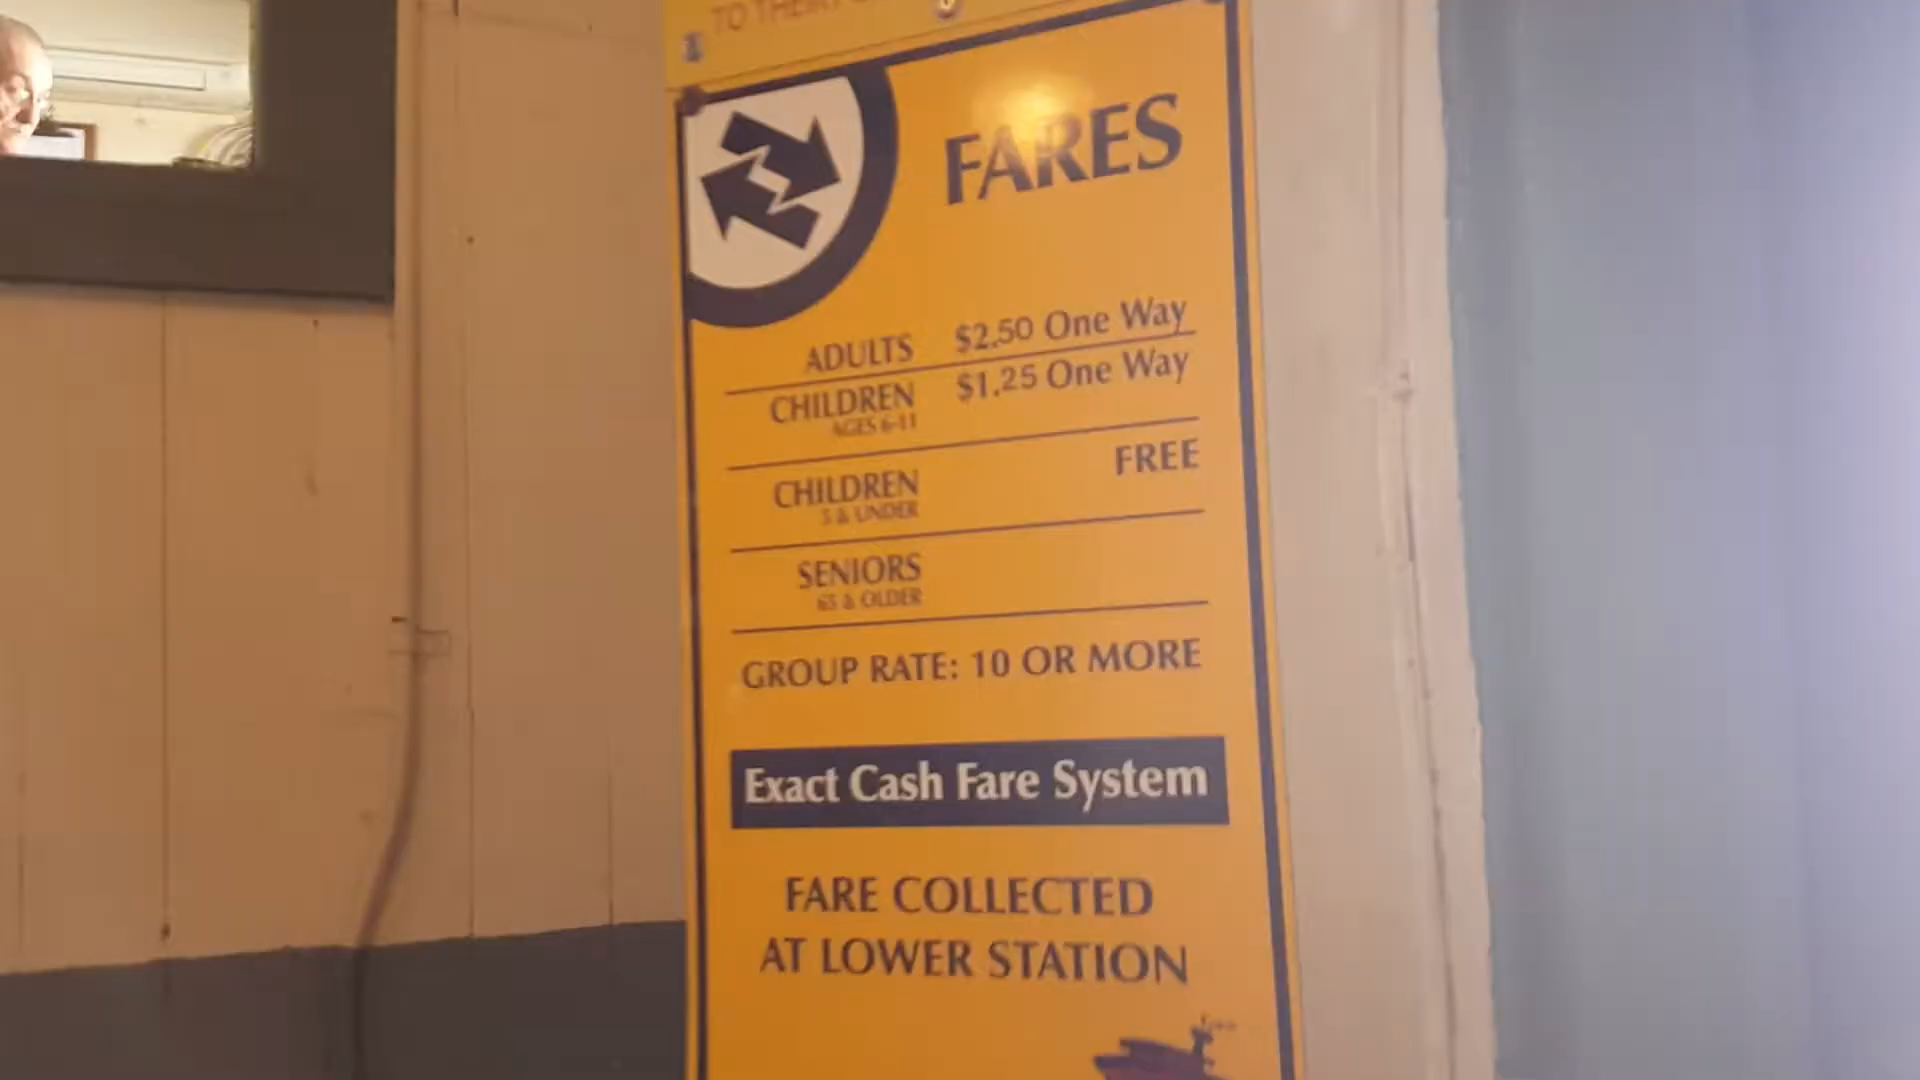 TO THEIR
FARES
ADULTS $2.50 One Way
CHILDREN $1.25 One Way
AGES 6-11
CHILDREN FREE
5 & UNDER
SENIORS
65 & OLDER
GROUP RATE: 10 OR MORE
Exact Cash Fare System
FARE COLLECTED
AT LOWER STATION